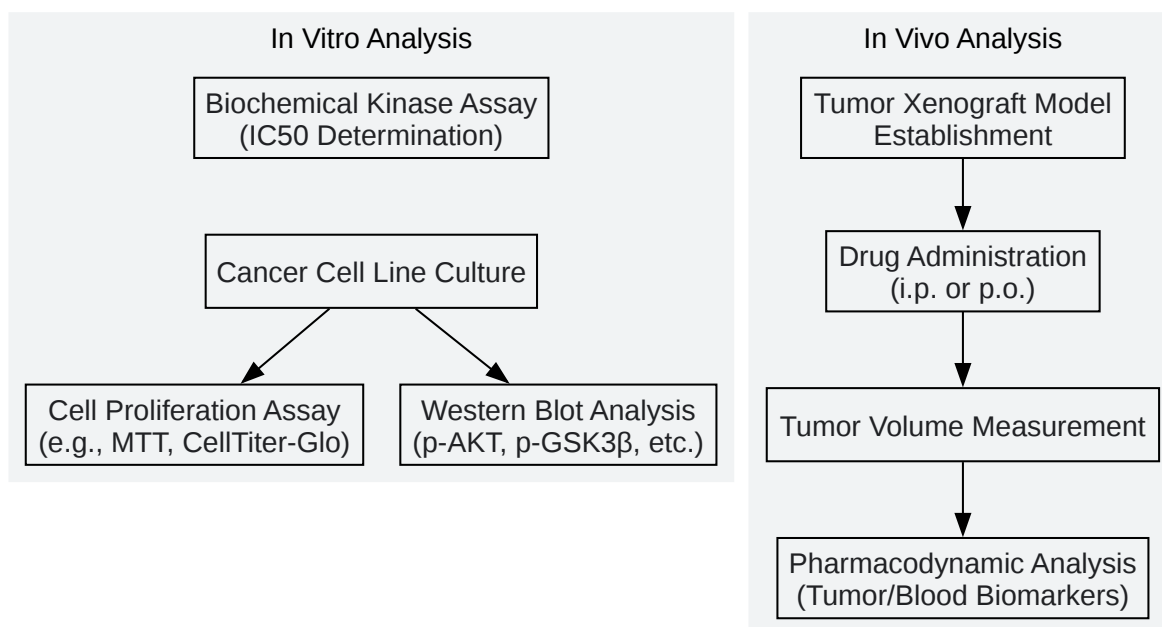 In Vitro Analysis
Biochemical Kinase Assay
(IC50 Determination)
Cancer Cell Line Culture
Cell Proliferation Assay
(e.g., MTT, CellTiter-Glo)
Western Blot Analysis
(p-AKT, p-GSK3β, etc.)
In Vivo Analysis
Tumor Xenograft Model
Establishment
Drug Administration
(i.p. or p.o.)
Tumor Volume Measurement
Pharmacodynamic Analysis
(Tumor/Blood Biomarkers)